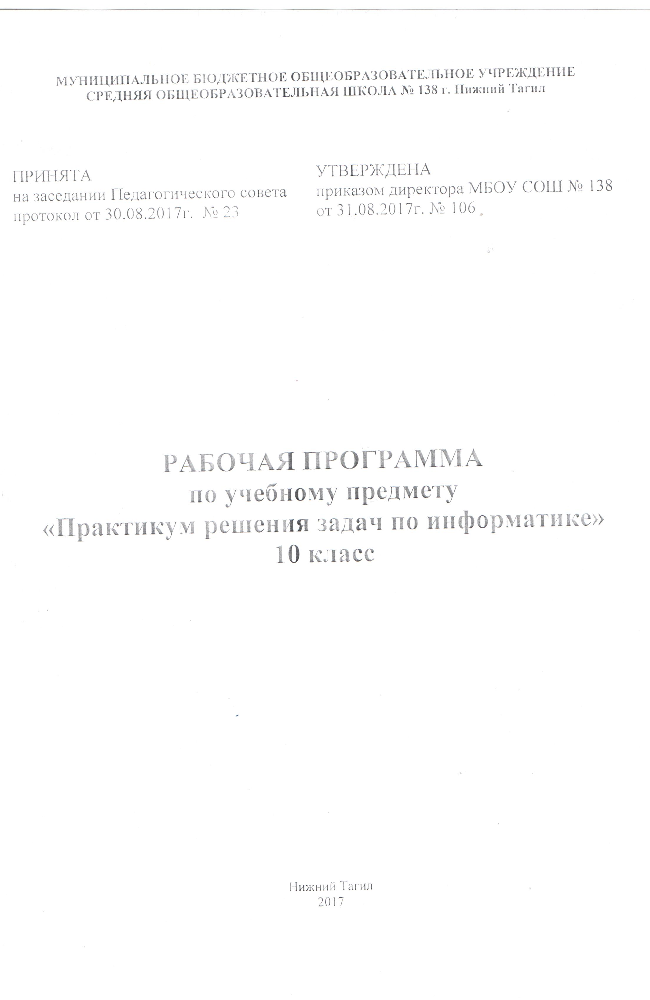 МУНИЦИПАЛЬНОЕ БЮДЖЕТНОЕ ОБЩЕОБРАЗОВАТЕЛЬНОЕ УЧРЕЖДЕНИЕ
СРЕДНЯЯ ОБЩЕОБРАЗОВАТЕЛЬНАЯ ШКОЛА № 138 г. Нижний Тагил
ПРИНЯТА
на заседании Педагогического совета
протокол от 30.08.2017г. № 23
УТВЕРЖДЕНА
приказом директора МБОУ СОШ № 138
от 31.08.2017г. № 106
РАБОЧАЯ ПРОГРАММА
по учебному предмету
«Практикум решения задач по информатике»
10 класс
Нижний Тагил
2017